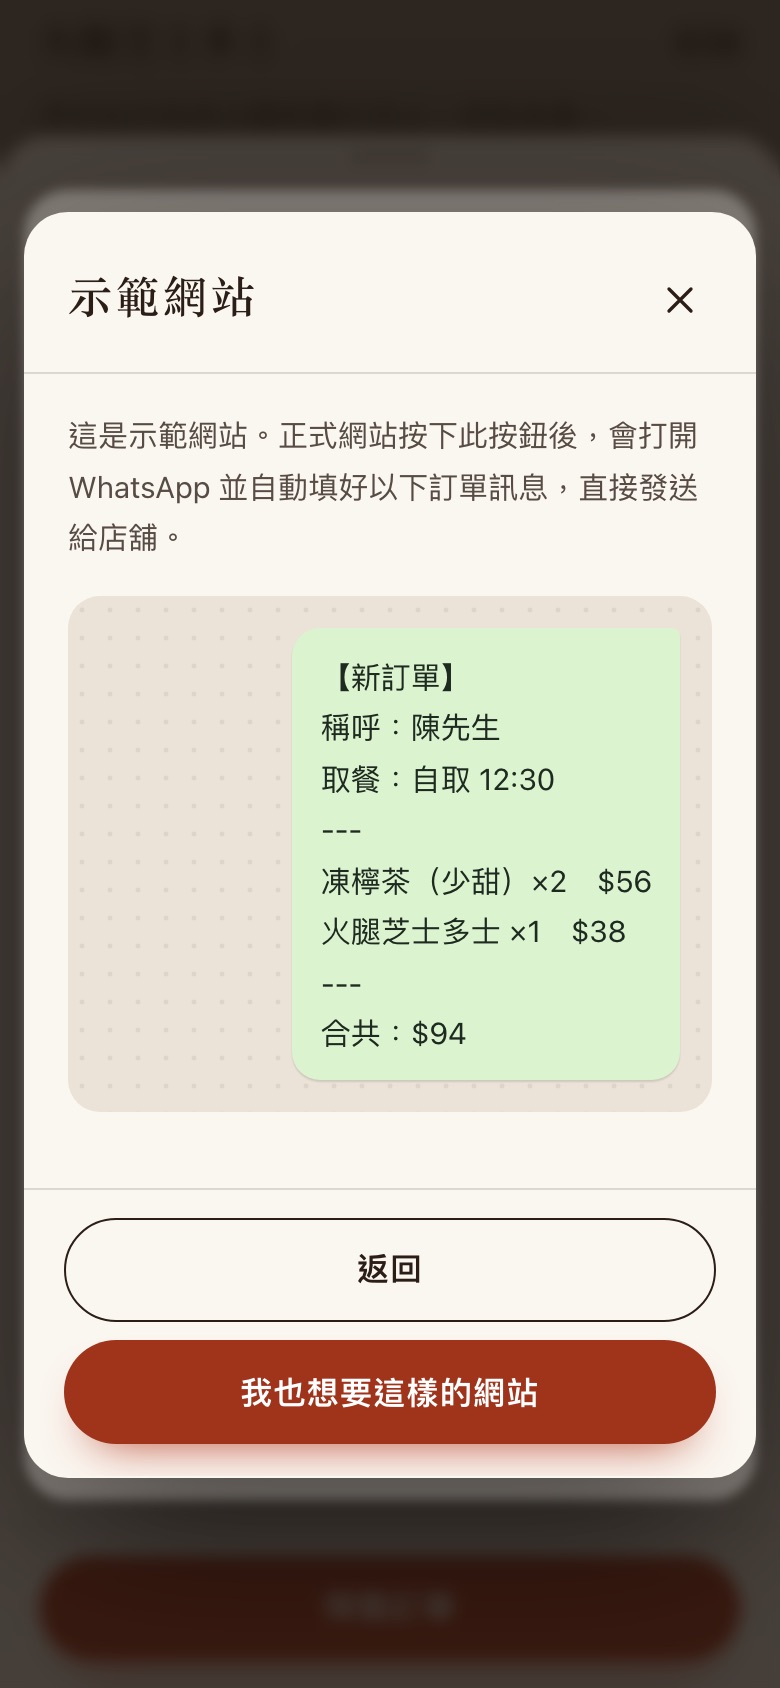 示範網站
這是示範網站。正式網站按下此按鈕後，會打開
WhatsApp 並自動填好以下訂單訊息，直接發送
給店舖。
【新訂單】
稱呼：陳先生
取餐：自取 12:30
---
凍檸茶（少甜）×2　$56
火腿芝士多士 ×1　$38
---
合共：$94
返回
我也想要這樣的網站